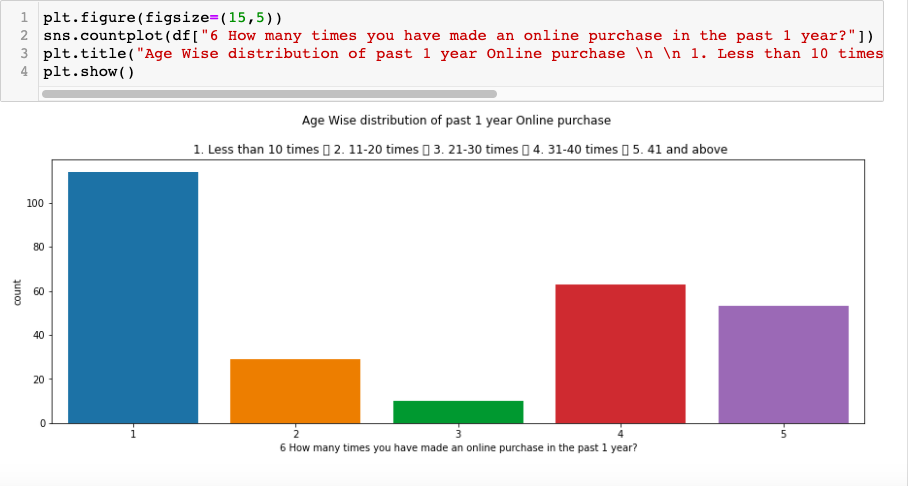 1 plt.figure(figsize=(15,5))
2 sns.countplot(df["6 How many times you have made an online purchase in the past 1 year?"])
3 plt.title("Age Wise distribution of past 1 year Online purchase \n \n 1. Less than 10 times
4 plt.show()
Age Wise distribution of past 1 year Online purchase
1. Less than 10 times ▯ 2. 11-20 times ▯ 3. 21-30 times ▯ 4. 31-40 times ▯ 5. 41 and above
100
80
60
40
20
0
count
1 2 3 4 5
6 How many times you have made an online purchase in the past 1 year?